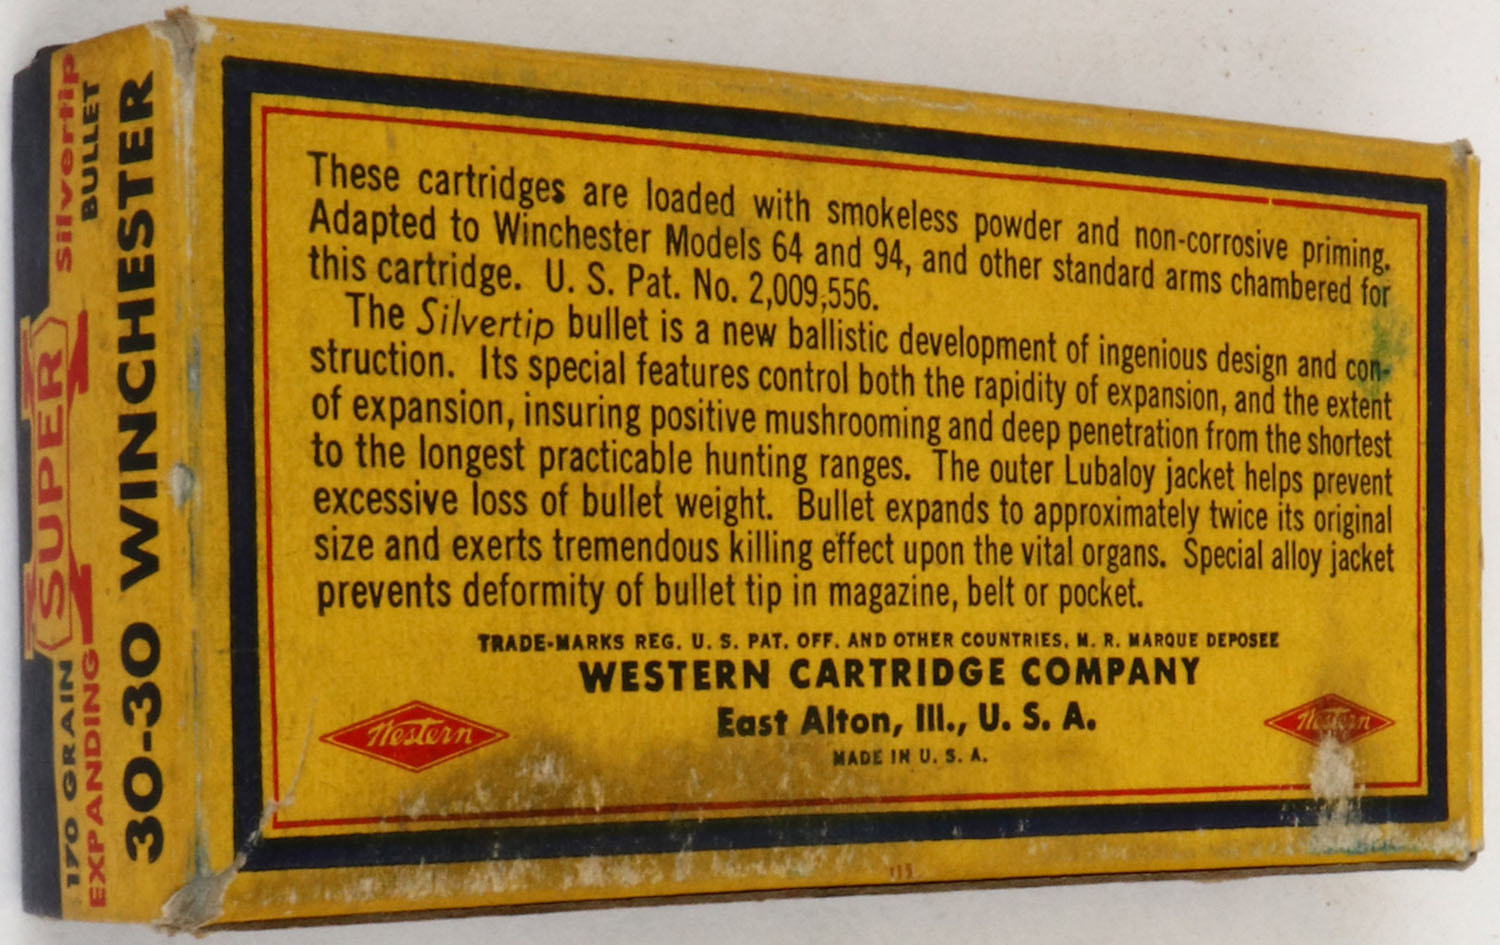 These cartridges are loaded with smokeless powder and non-corrosive priming.
Adapted to Winchester Models 64 and 94, and other standard arms chambered for
this cartridge. U. S. Pat. No. 2,009,556.
The Silvertip bullet is a new ballistic development of ingenious design and con-
struction. Its special features control both the rapidity of expansion, and the extent
of expansion, insuring positive mushrooming and deep penetration from the shortest
to the longest practicable hunting ranges. The outer Lubaloy jacket helps prevent
excessive loss of bullet weight. Bullet expands to approximately twice its original
size and exerts tremendous killing effect upon the vital organs. Special alloy jacket
prevents deformity of bullet tip in magazine, belt or pocket.
TRADE-MARKS REG. U. S. PAT. OFF. AND OTHER COUNTRIES, M. R. MARQUE DEPOSEE
WESTERN CARTRIDGE COMPANY
East Alton, Ill., U. S. A.
MADE IN U. S. A.
Western
Western
170 GRAIN
EXPANDING
SUPER
X
Silvertip
BULLET
30-30 WINCHESTER